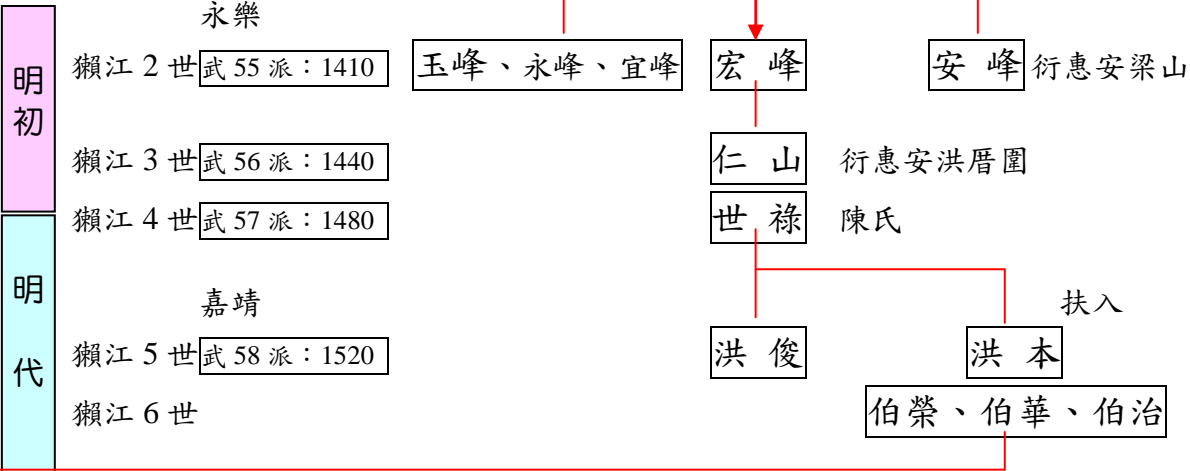 永樂
明初
獺江 2 世 武 55 派：1410 玉峰、永峰、宜峰 宏 峰 安 峰 衍惠安梁山
獺江 3 世 武 56 派：1440 仁 山 衍惠安洪厝圍
獺江 4 世 武 57 派：1480 世 祿 陳氏
明代
嘉靖 扶入
獺江 5 世 武 58 派：1520 洪 俊 洪 本
獺江 6 世 伯榮、伯華、伯治